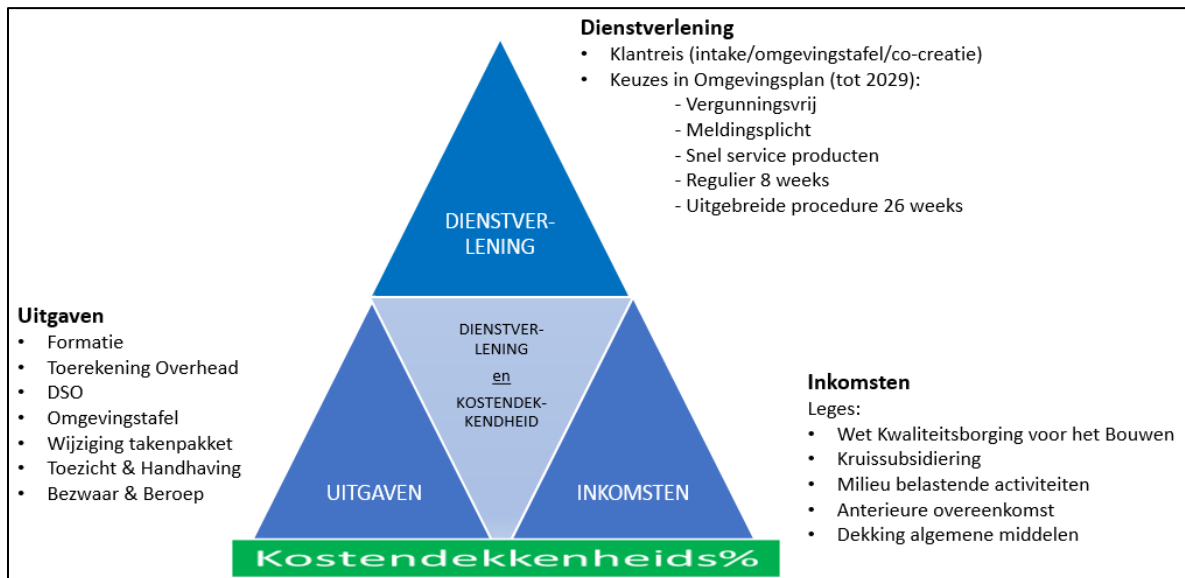 Dienstverlening
• Klantreis (intake/omgevingstafel/co-creatie)
• Keuzes in Omgevingsplan (tot 2029):
- Vergunningsvrij
- Meldingsplicht
- Snel service producten
- Regulier 8 weeks
- Uitgebreide procedure 26 weeks
DIENSTVER-
LENING
Uitgaven
• Formatie
• Toerekening Overhead
• DSO
• Omgevingstafel
• Wijziging takenpakket
• Toezicht & Handhaving
• Bezwaar & Beroep
DIENSTVER-
LENING
en
KOSTENDEK-
KENDHEID
UITGAVEN
INKOMSTEN
Inkomsten
Leges:
• Wet Kwaliteitsborging voor het Bouwen
• Kruissubsidiering
• Milieu belastende activiteiten
• Anterieure overeenkomst
• Dekking algemene middelen
Kostendekkenheids%